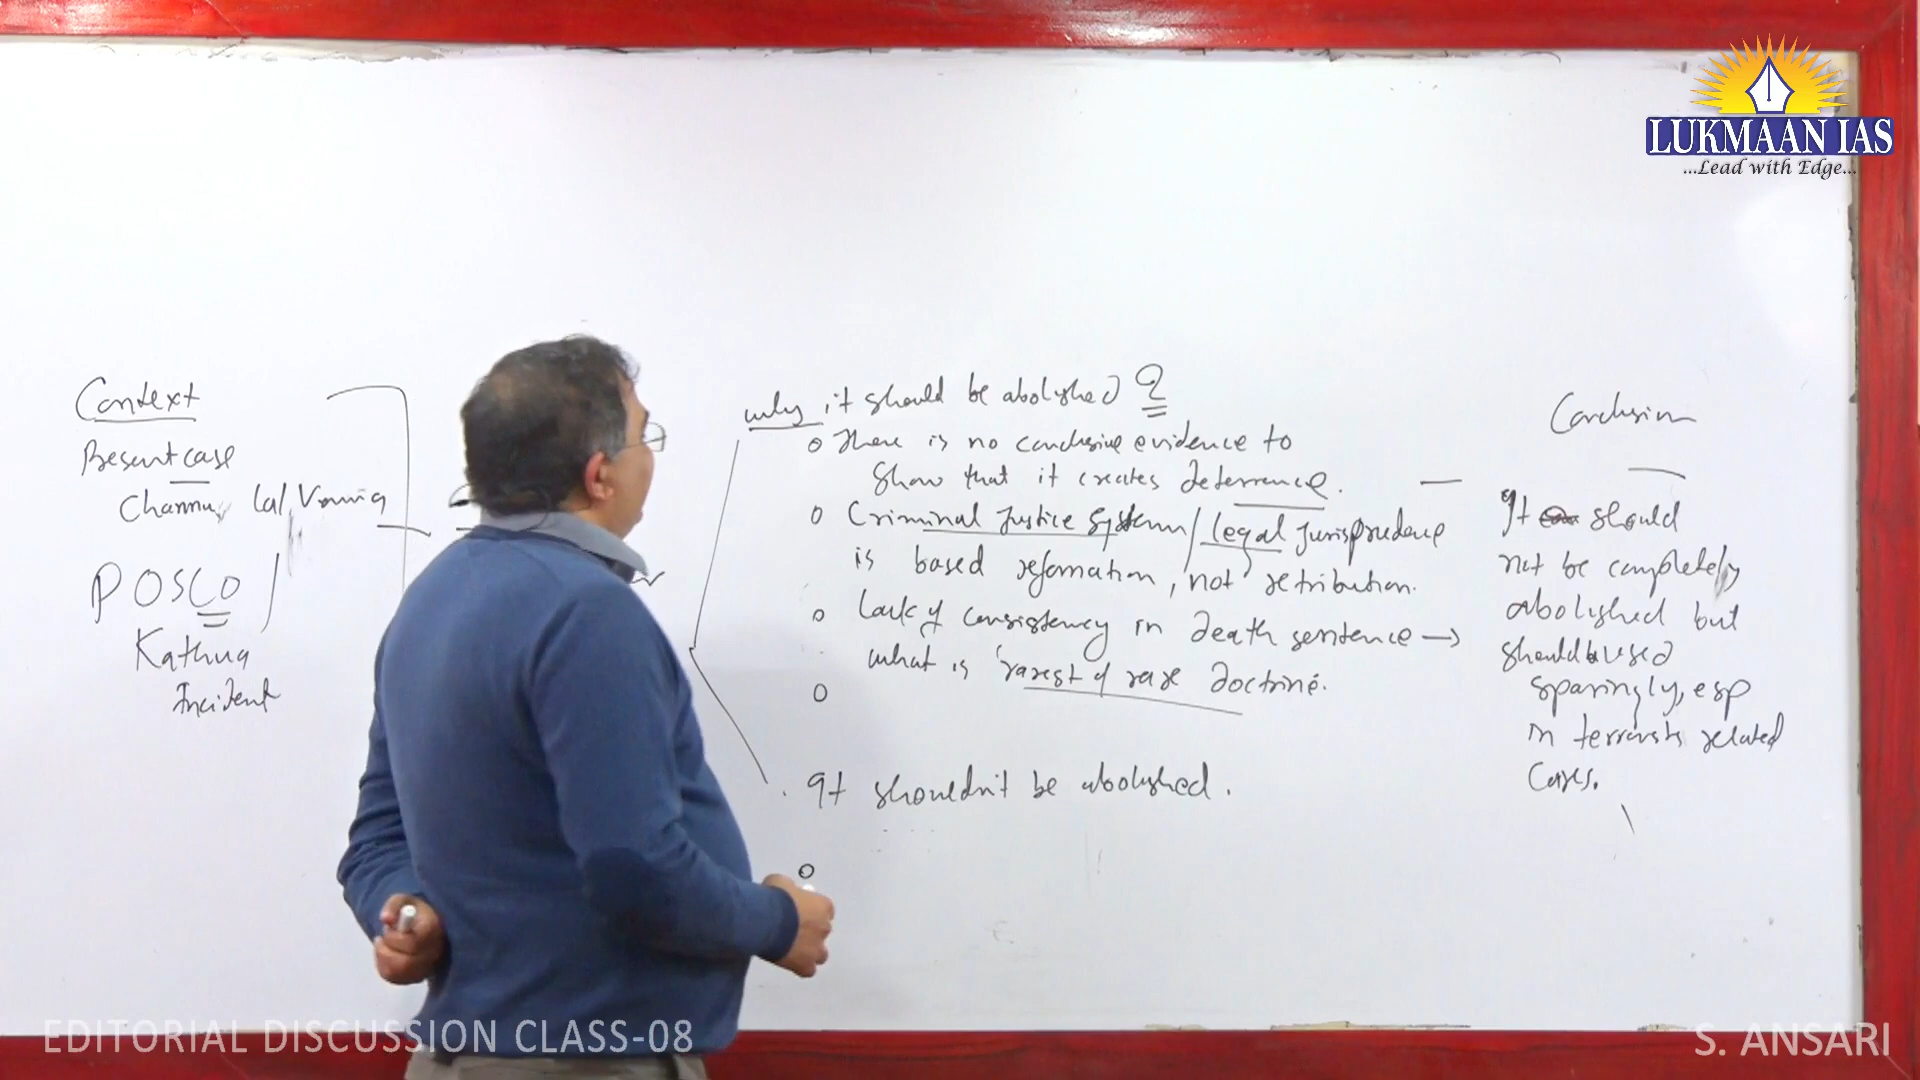 LUKMAAN IAS
...Lead with Edge...
Context
Present case
Channu lal Verma
POSCO
Kathua
Incident
why it should be abolished ?
There is no conclusive evidence to
show that it creates deterrence.
Criminal Justice System / legal Jurisprudence
is based reformation, not retribution.
lack of consistency in death sentence →
what is 'rarest of rare doctrine.
It shouldn't be abolished.
Conclusion
It should
not be completely
abolished but
should be used
sparingly, esp
in terrorists related
Cases.
EDITORIAL DISCUSSION CLASS-08
S. ANSARI